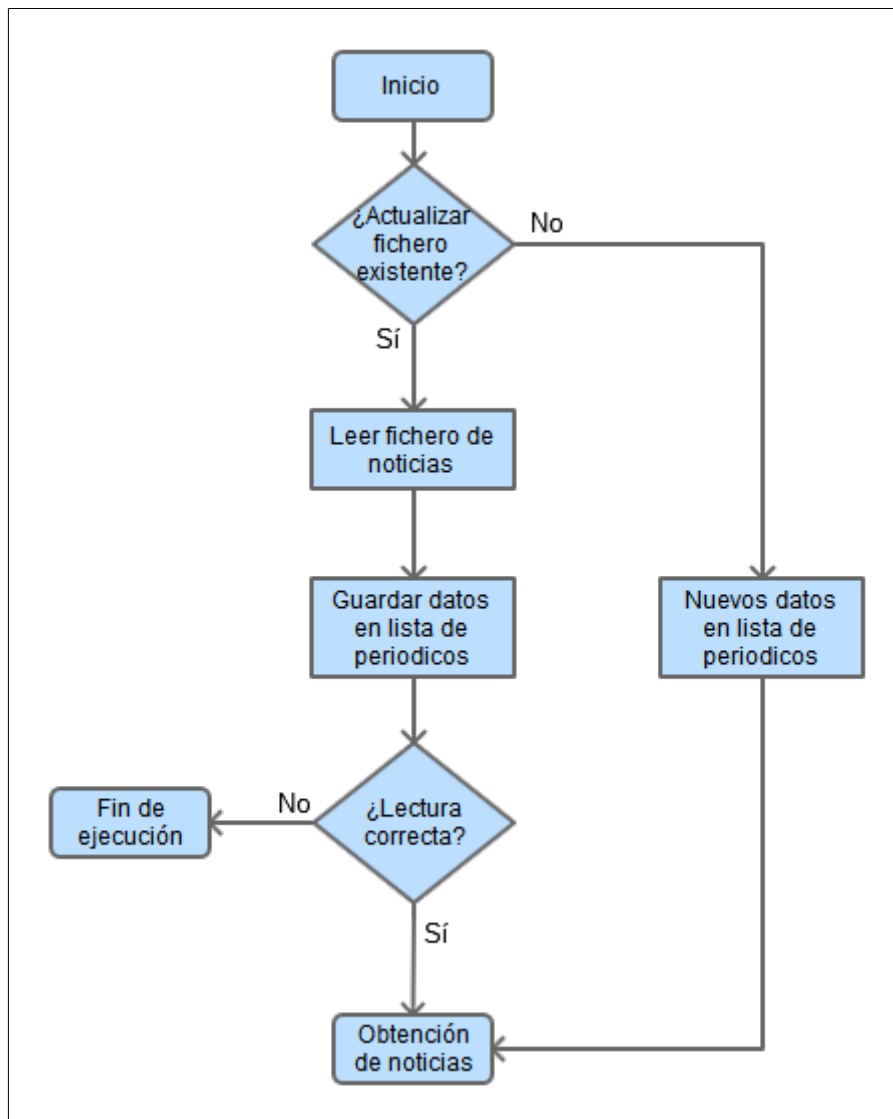 Inicio
¿Actualizar
fichero
existente?
No
Sí
Leer fichero de
noticias
Guardar datos
en lista de
periodicos
Nuevos datos
en lista de
periodicos
¿Lectura
correcta?
No
Fin de
ejecución
Sí
Obtención
de noticias